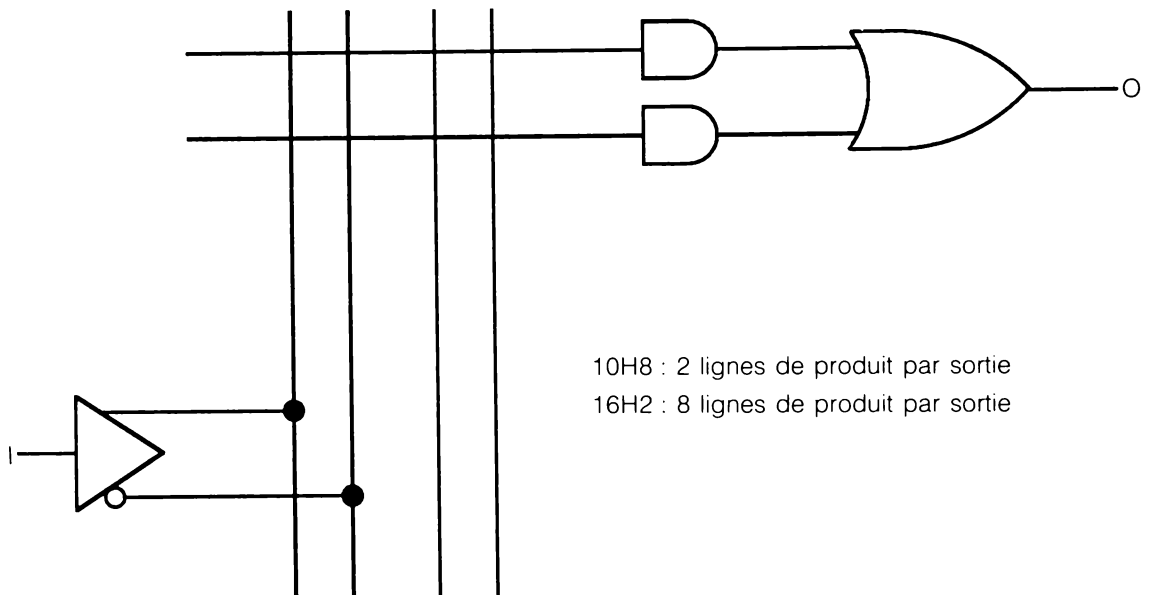 O
10H8 : 2 lignes de produit par sortie
16H2 : 8 lignes de produit par sortie
I